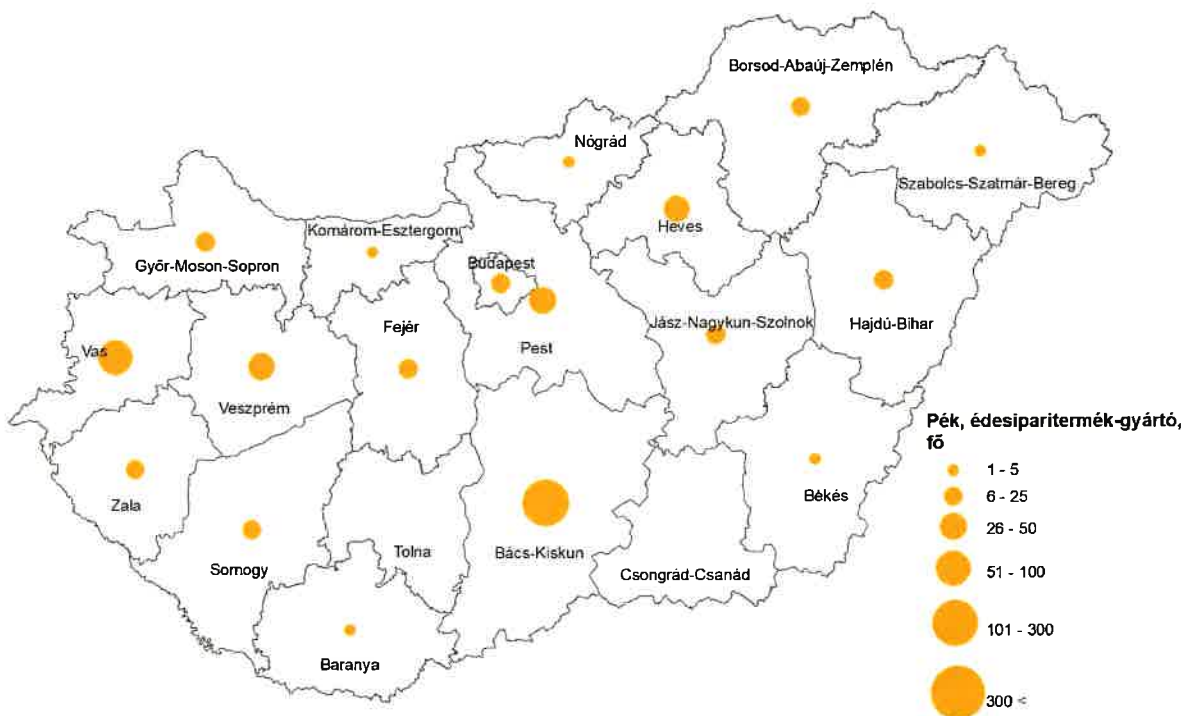 Borsod-Abaúj-Zemplén
Nógrád
Szabolcs-Szatmár-Bereg
Heves
Komárom-Esztergom
Győr-Moson-Sopron
Budapest
Fejér
Jász-Nagykun-Szolnok
Hajdú-Bihar
Vas
Pest
Veszprém
Pék, édesiparitermék-gyártó,
fő
1 - 5
6 - 25
26 - 50
51 - 100
101 - 300
300 <
Zala
Békés
Somogy
Tolna
Bács-Kiskun
Csongrád-Csanád
Baranya